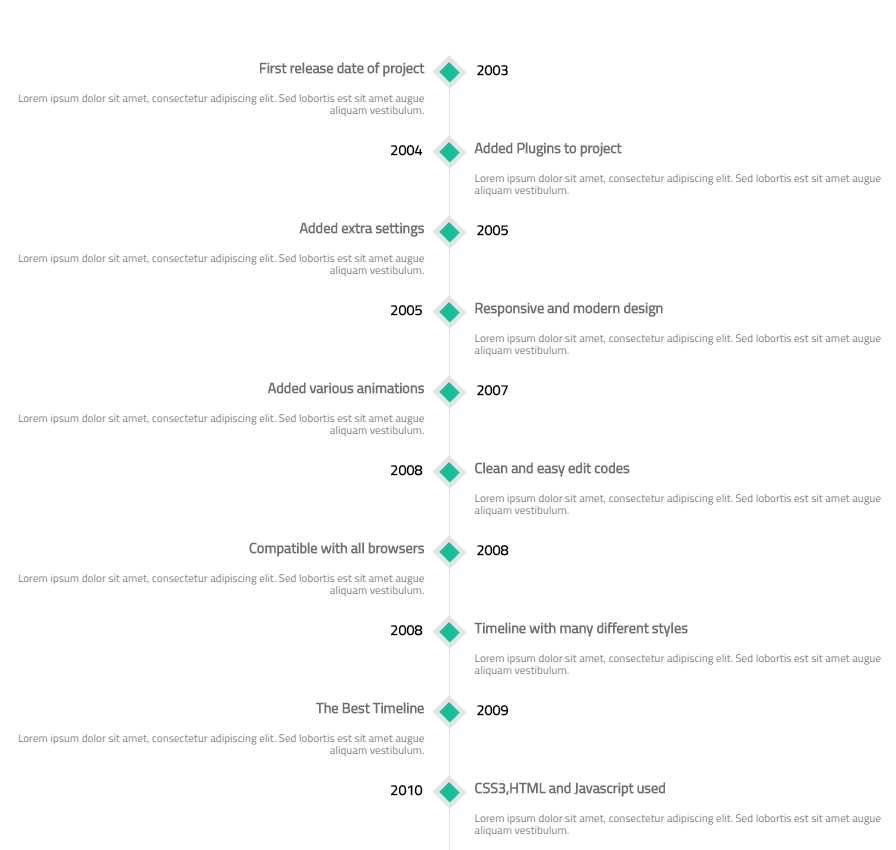 First release date of project
2003
Lorem ipsum dolor sit amet, consectetur adipiscing elit. Sed lobortis est sit amet augue
aliquam vestibulum.
2004
Added Plugins to project
Lorem ipsum dolor sit amet, consectetur adipiscing elit. Sed lobortis est sit amet augue
aliquam vestibulum.
Added extra settings
2005
Lorem ipsum dolor sit amet, consectetur adipiscing elit. Sed lobortis est sit amet augue
aliquam vestibulum.
2005
Responsive and modern design
Lorem ipsum dolor sit amet, consectetur adipiscing elit. Sed lobortis est sit amet augue
aliquam vestibulum.
Added various animations
2007
Lorem ipsum dolor sit amet, consectetur adipiscing elit. Sed lobortis est sit amet augue
aliquam vestibulum.
2008
Clean and easy edit codes
Lorem ipsum dolor sit amet, consectetur adipiscing elit. Sed lobortis est sit amet augue
aliquam vestibulum.
Compatible with all browsers
2008
Lorem ipsum dolor sit amet, consectetur adipiscing elit. Sed lobortis est sit amet augue
aliquam vestibulum.
2008
Timeline with many different styles
Lorem ipsum dolor sit amet, consectetur adipiscing elit. Sed lobortis est sit amet augue
aliquam vestibulum.
The Best Timeline
2009
Lorem ipsum dolor sit amet, consectetur adipiscing elit. Sed lobortis est sit amet augue
aliquam vestibulum.
2010
CSS3,HTML and Javascript used
Lorem ipsum dolor sit amet, consectetur adipiscing elit. Sed lobortis est sit amet augue
aliquam vestibulum.